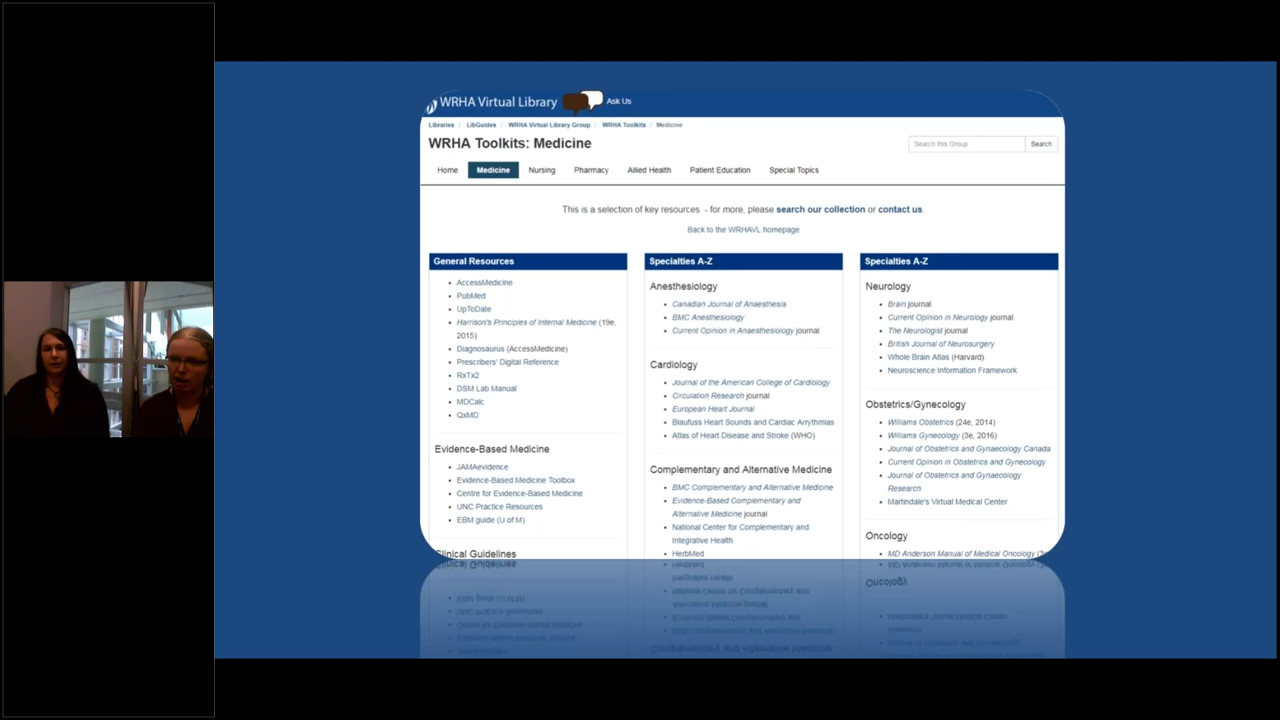 WRHA Virtual Library
Ask Us
Libraries / LibGuides / WRHA Virtual Library Group / WRHA Toolkits / Medicine
WRHA Toolkits: Medicine
Search this Group
Search
Home
Medicine
Nursing
Pharmacy
Allied Health
Patient Education
Special Topics
This is a selection of key resources - for more, please search our collection or contact us.
Back to the WRHAVL homepage
General Resources
AccessMedicine
PubMed
UpToDate
Harrison's Principles of Internal Medicine (19e,
2015)
Diagnosaurus (AccessMedicine)
Prescribers' Digital Reference
RxTx2
DSM Lab Manual
MDCalc
QxMD
Evidence-Based Medicine
JAMAevidence
Evidence-Based Medicine Toolbox
Centre for Evidence-Based Medicine
UNC Practice Resources
EBM guide (U of M)
Clinical Guidelines
Specialties A-Z
Anesthesiology
Canadian Journal of Anaesthesia
BMC Anesthesiology
Current Opinion in Anaesthesiology journal
Cardiology
Journal of the American College of Cardiology
Circulation Research journal
European Heart Journal
Blaufuss Heart Sounds and Cardiac Arrythmias
Atlas of Heart Disease and Stroke (WHO)
Complementary and Alternative Medicine
BMC Complementary and Alternative Medicine
Evidence-Based Complementary and
Alternative Medicine journal
National Center for Complementary and
Integrative Health
HerbMed
Specialties A-Z
Neurology
Brain journal
Current Opinion in Neurology journal
The Neurologist journal
British Journal of Neurosurgery
Whole Brain Atlas (Harvard)
Neuroscience Information Framework
Obstetrics/Gynecology
Williams Obstetrics (24e, 2014)
Williams Gynecology (3e, 2016)
Journal of Obstetrics and Gynaecology Canada
Current Opinion in Obstetrics and Gynecology
Journal of Obstetrics and Gynaecology
Research
Martindale's Virtual Medical Center
Oncology
MD Anderson Manual of Medical Oncology